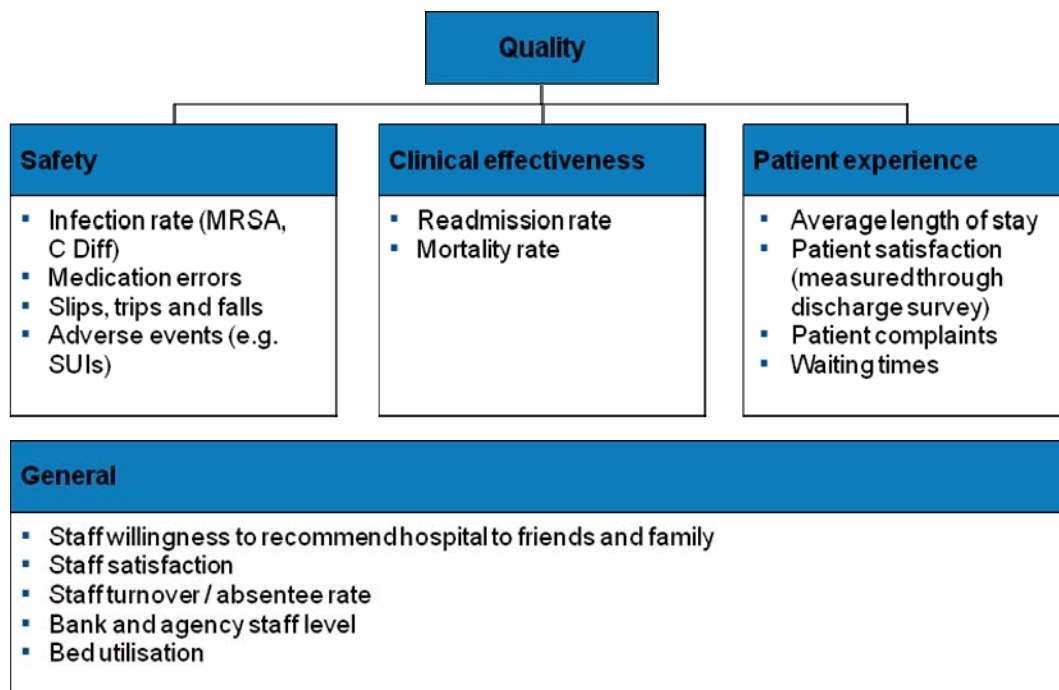 Quality
Safety
▪ Infection rate (MRSA,
C Diff)
▪ Medication errors
▪ Slips, trips and falls
▪ Adverse events (e.g.
SUIs)
Clinical effectiveness
▪ Readmission rate
▪ Mortality rate
Patient experience
▪ Average length of stay
▪ Patient satisfaction
(measured through
discharge survey)
▪ Patient complaints
▪ Waiting times
General
▪ Staff willingness to recommend hospital to friends and family
▪ Staff satisfaction
▪ Staff turnover / absentee rate
▪ Bank and agency staff level
▪ Bed utilisation